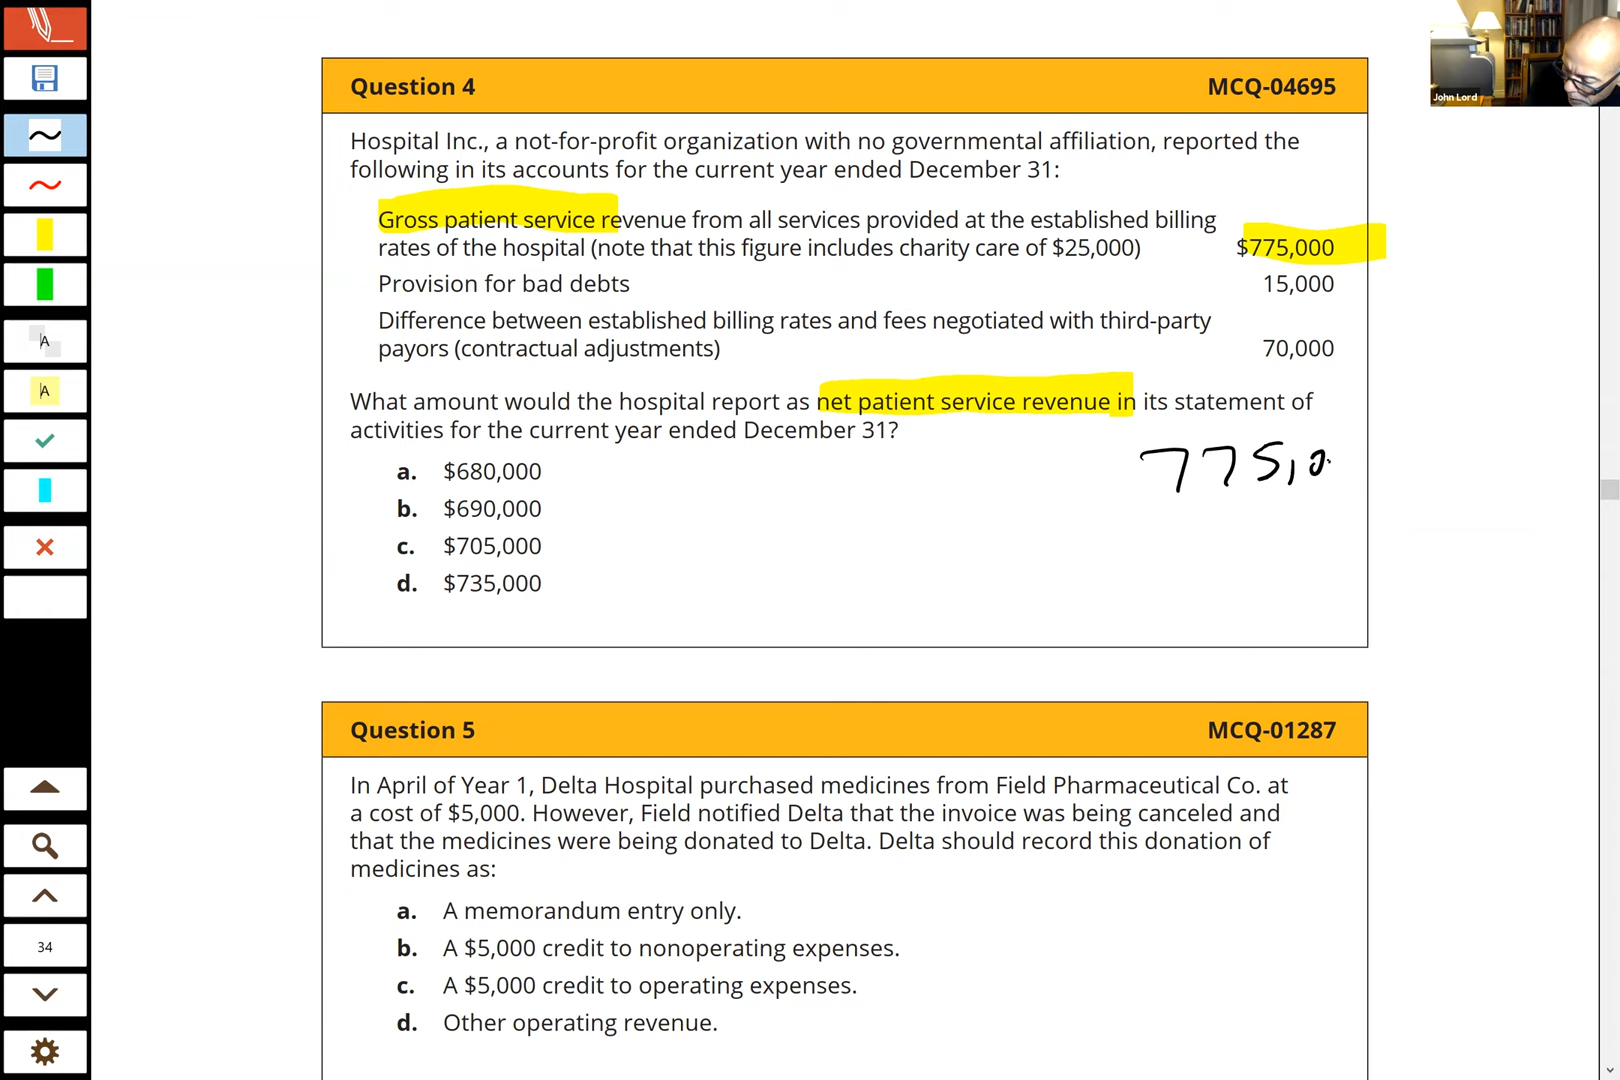 John Lord
Question 4 MCQ-04695
Hospital Inc., a not-for-profit organization with no governmental affiliation, reported the
following in its accounts for the current year ended December 31:
Gross patient service revenue from all services provided at the established billing
rates of the hospital (note that this figure includes charity care of $25,000) $775,000
Provision for bad debts 15,000
Difference between established billing rates and fees negotiated with third-party
payors (contractual adjustments) 70,000
What amount would the hospital report as net patient service revenue in its statement of
activities for the current year ended December 31?
775,0
a. $680,000
b. $690,000
c. $705,000
d. $735,000
Question 5 MCQ-01287
In April of Year 1, Delta Hospital purchased medicines from Field Pharmaceutical Co. at
a cost of $5,000. However, Field notified Delta that the invoice was being canceled and
that the medicines were being donated to Delta. Delta should record this donation of
medicines as:
a. A memorandum entry only.
b. A $5,000 credit to nonoperating expenses.
c. A $5,000 credit to operating expenses.
d. Other operating revenue.
A
A
34